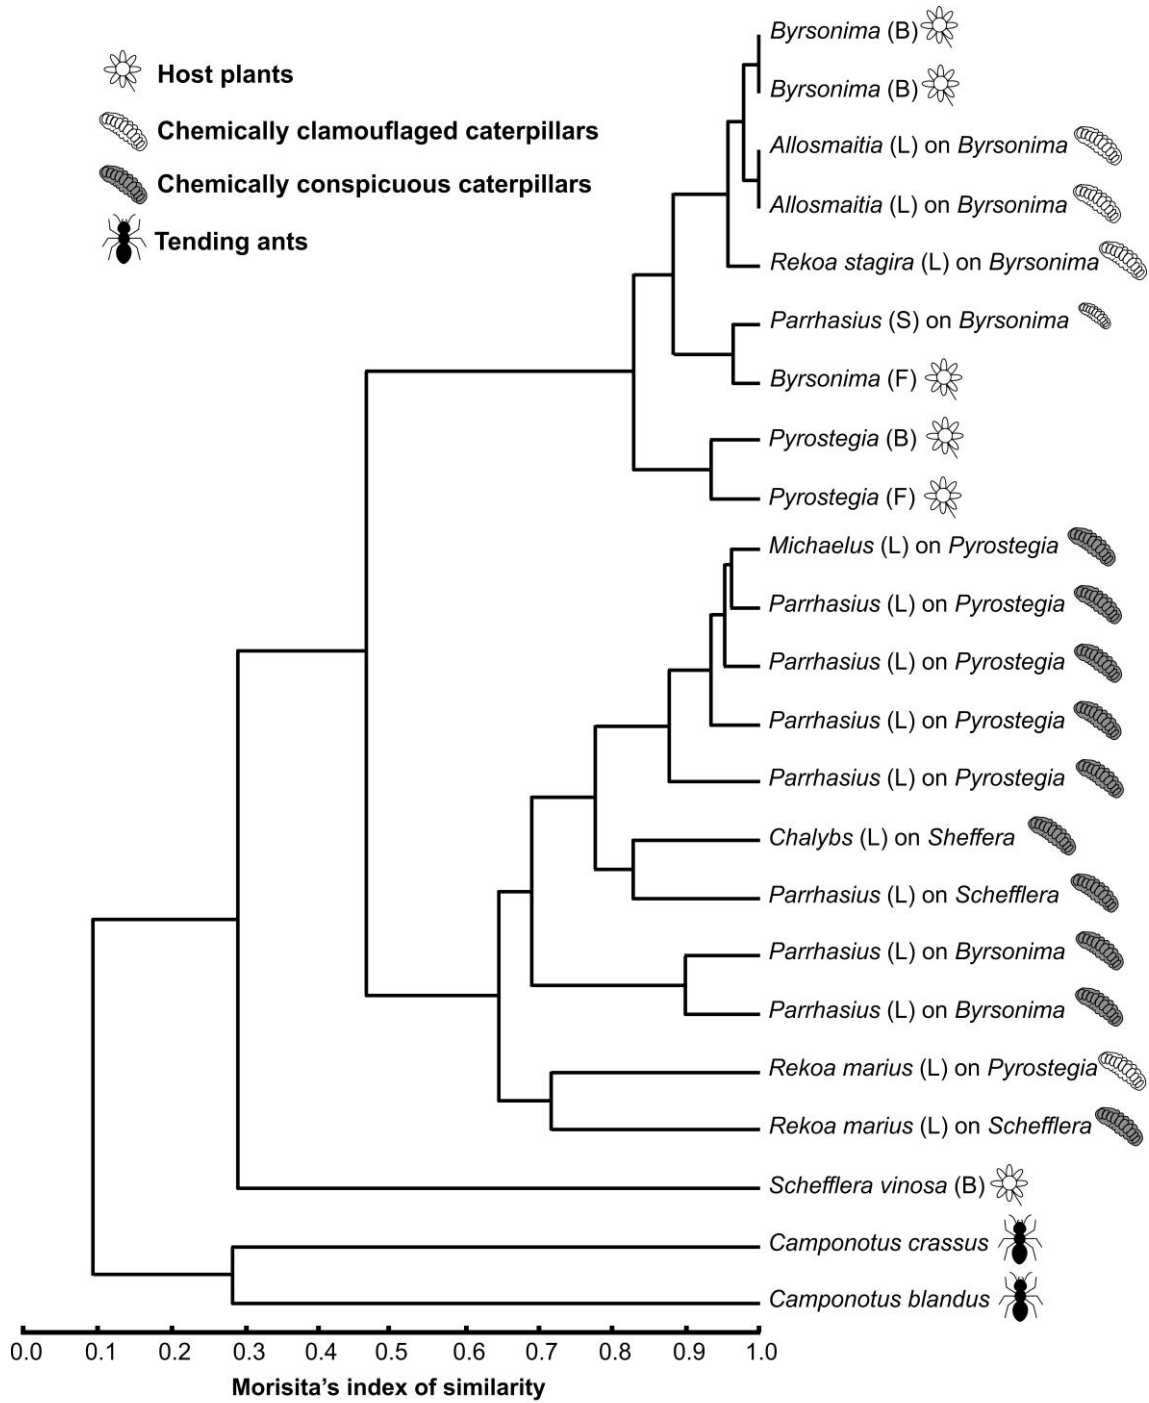 Host plants
Chemically clamouflaged caterpillars
Chemically conspicuous caterpillars
Tending ants
Byrsonima (B)
Byrsonima (B)
Allosmaitia (L) on Byrsonima
Allosmaitia (L) on Byrsonima
Rekoa stagira (L) on Byrsonima
Parrhasius (S) on Byrsonima
Byrsonima (F)
Pyrostegia (B)
Pyrostegia (F)
Michaelus (L) on Pyrostegia
Parrhasius (L) on Pyrostegia
Parrhasius (L) on Pyrostegia
Parrhasius (L) on Pyrostegia
Parrhasius (L) on Pyrostegia
Chalybs (L) on Sheffera
Parrhasius (L) on Schefflera
Parrhasius (L) on Byrsonima
Parrhasius (L) on Byrsonima
Rekoa marius (L) on Pyrostegia
Rekoa marius (L) on Schefflera
Schefflera vinosa (B)
Camponotus crassus
Camponotus blandus
0.0 0.1 0.2 0.3 0.4 0.5 0.6 0.7 0.8 0.9 1.0
Morisita's index of similarity